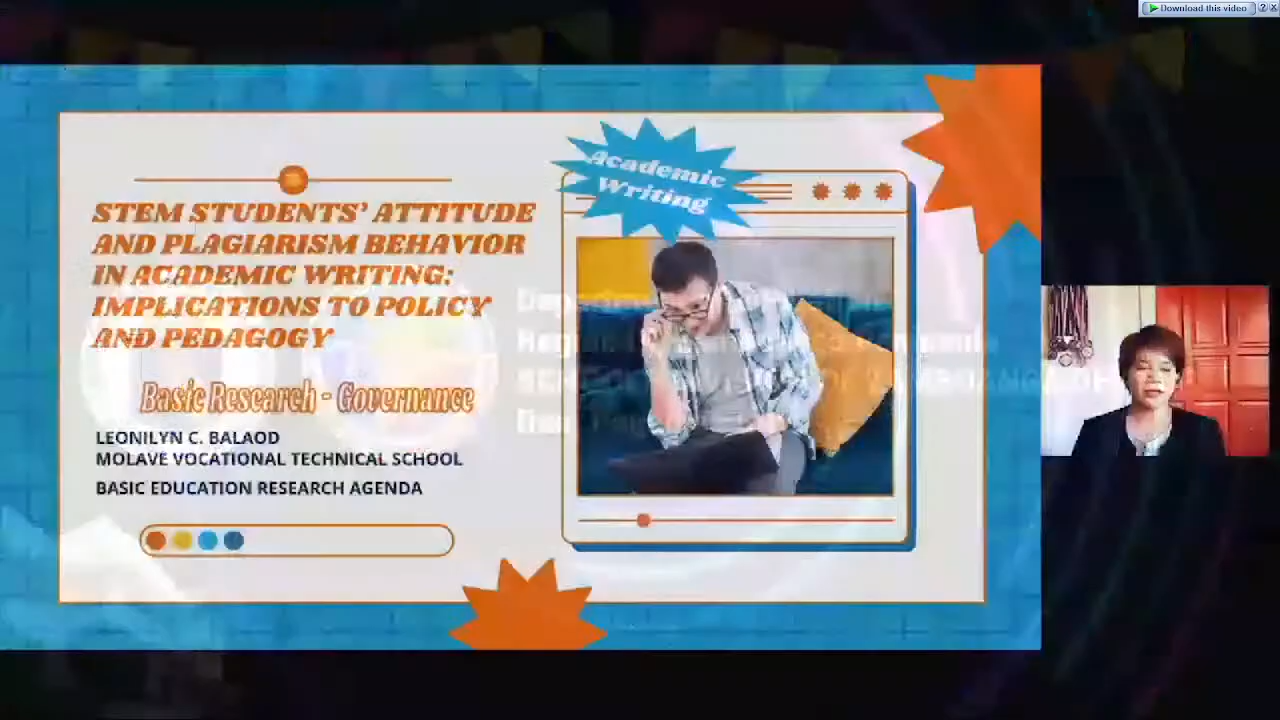 Download this video
Academic
Writing
STEM STUDENTS' ATTITUDE
AND PLAGIARISM BEHAVIOR
IN ACADEMIC WRITING:
IMPLICATIONS TO POLICY
AND PEDAGOGY
Basic Research - Governance
LEONILYN C. BALAOD
MOLAVE VOCATIONAL TECHNICAL SCHOOL
BASIC EDUCATION RESEARCH AGENDA